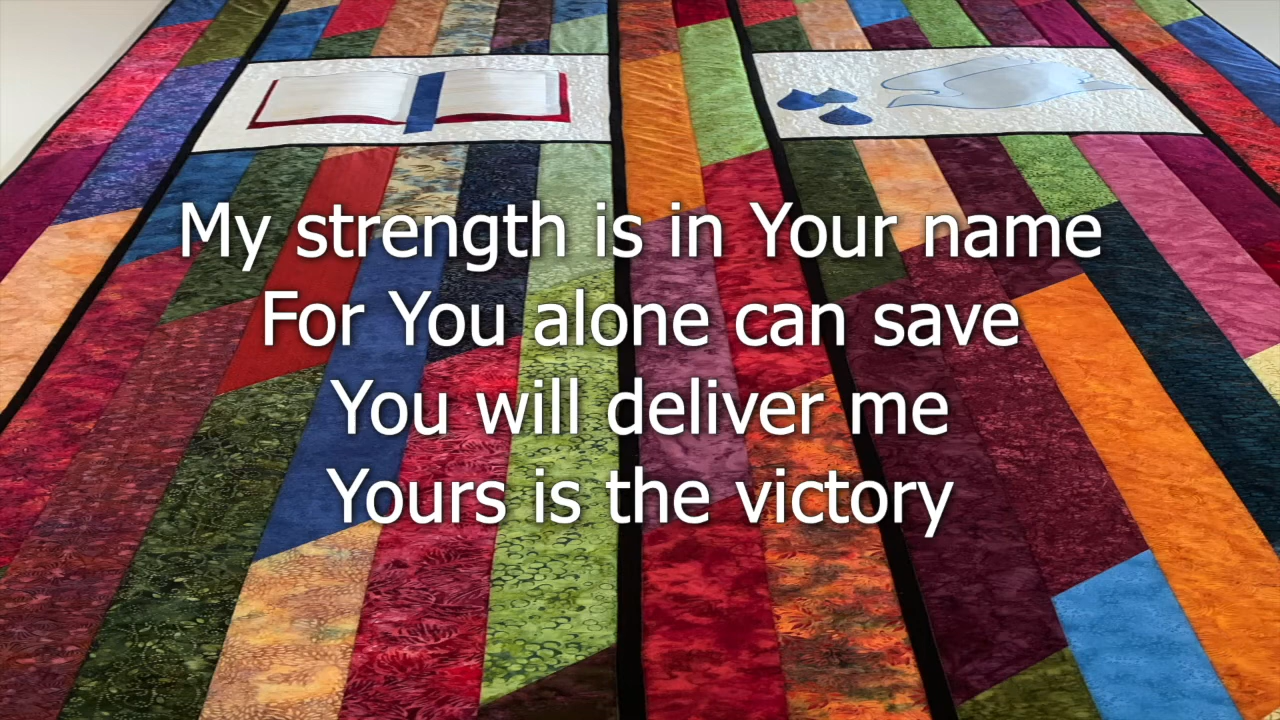 My strength is in Your name
For You alone can save
You will deliver me
Yours is the victory